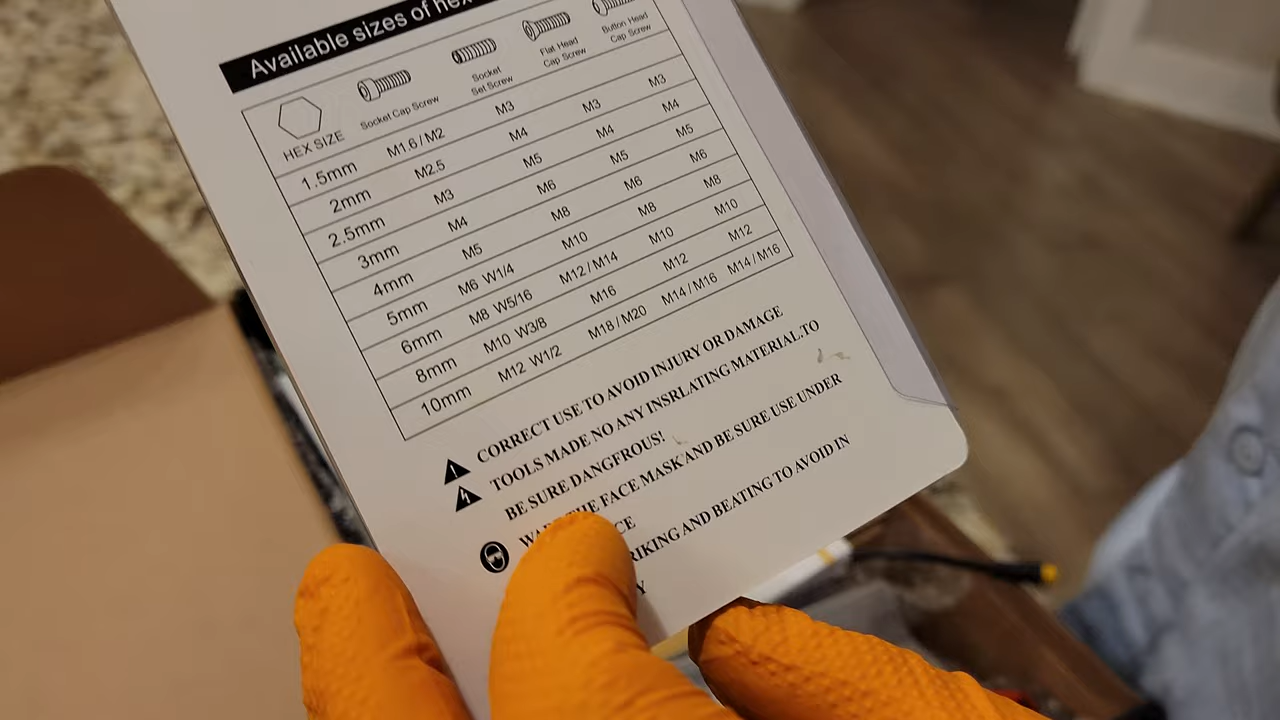 Available sizes of hex
HEX SIZE Socket Cap Screw Socket Set Screw Flat Head Cap Screw Button Head Cap Screw
1.5mm M1.6 / M2 M3
2mm M2.5 M4 M3 M3
2.5mm M3 M5 M4 M4
3mm M4 M6 M5 M5
4mm M5 M8 M6 M6
5mm M6 W1/4 M10 M8 M8
6mm M8 W5/16 M12 / M14 M10 M10
8mm M10 W3/8 M16 M12 M12
10mm M12 W1/2 M18 / M20 M14 / M16 M14 / M16
CORRECT USE TO AVOID INJURY OR DAMAGE
TOOLS MADE NO ANY INSRLATING MATERIAL.TO
BE SURE DANGFROUS!
THE FACE MASK AND BE SURE USE UNDER
RIKING AND BEATING TO AVOID IN